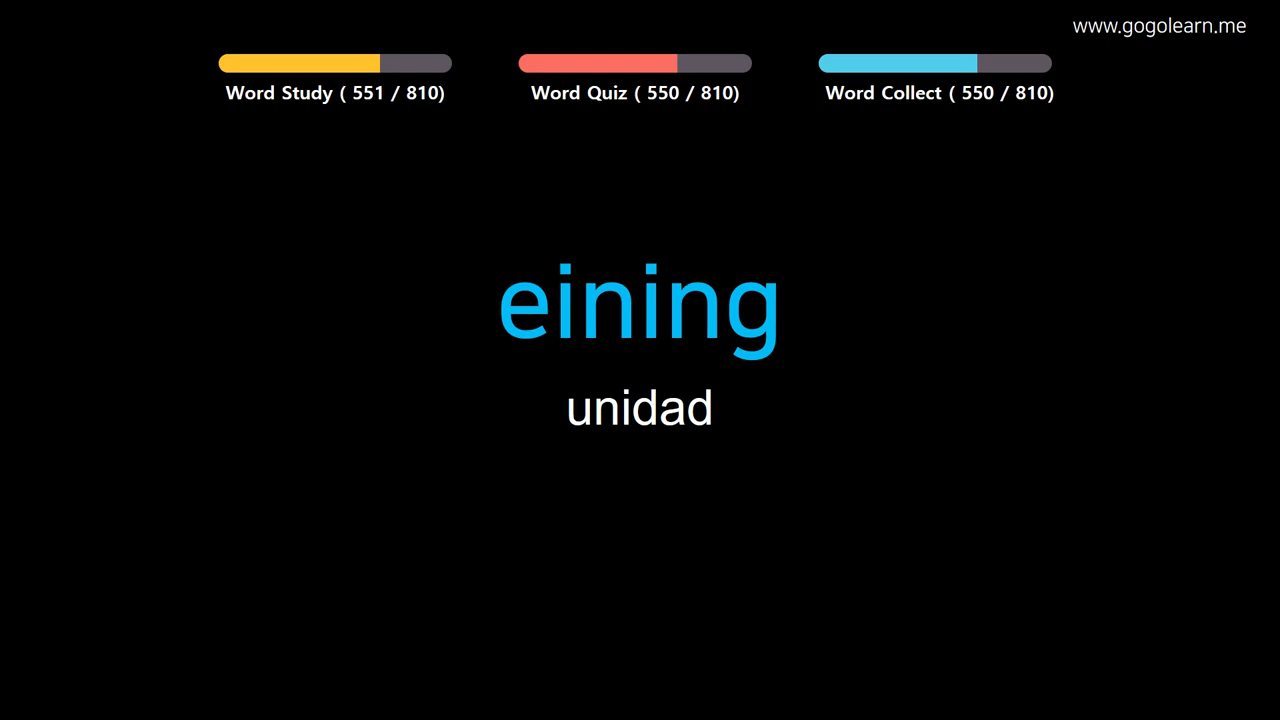 www.gogolearn.me
Word Study ( 551 / 810)
Word Quiz ( 550 / 810)
Word Collect ( 550 / 810)
eining
unidad